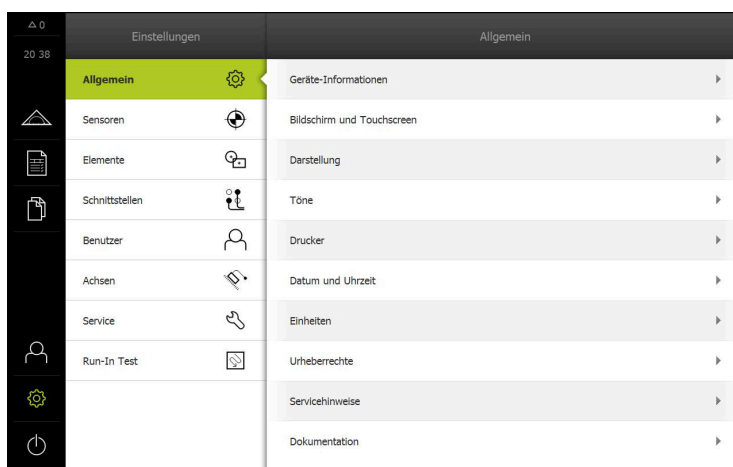 0
20 38
Einstellungen
Allgemein
Sensoren
Elemente
Schnittstellen
Benutzer
Achsen
Service
Run-In Test
Allgemein
Geräte-Informationen
Bildschirm und Touchscreen
Darstellung
Töne
Drucker
Datum und Uhrzeit
Einheiten
Urheberrechte
Servicehinweise
Dokumentation